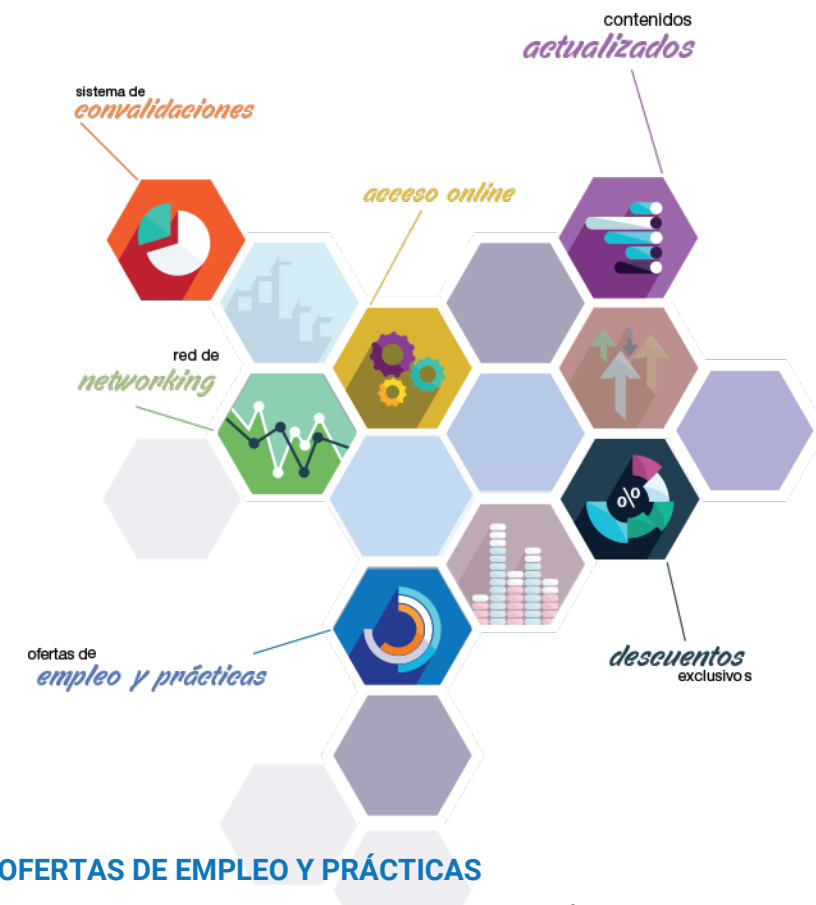 contenidos
actualizados
sistema de
convalidaciones
acceso online
red de
networking
%
ofertas de
empleo y prácticas
descuentos
exclusivos
OFERTAS DE EMPLEO Y PRÁCTICAS